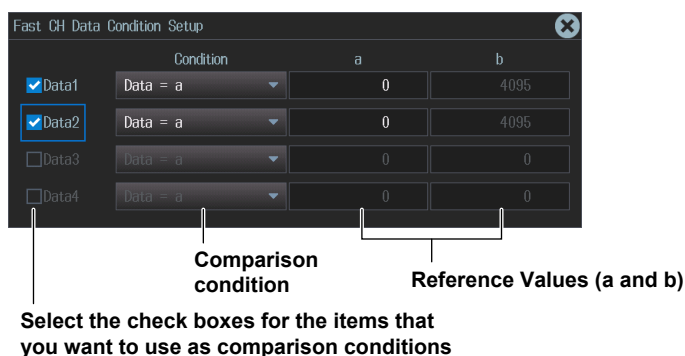 Fast CH Data Condition Setup
Condition a b
Data1 Data = a 0 4095
Data2 Data = a 0 4095
Data3 Data = a 0 0
Data4 Data = a 0 0
Comparison
condition
Reference Values (a and b)
Select the check boxes for the items that
you want to use as comparison conditions